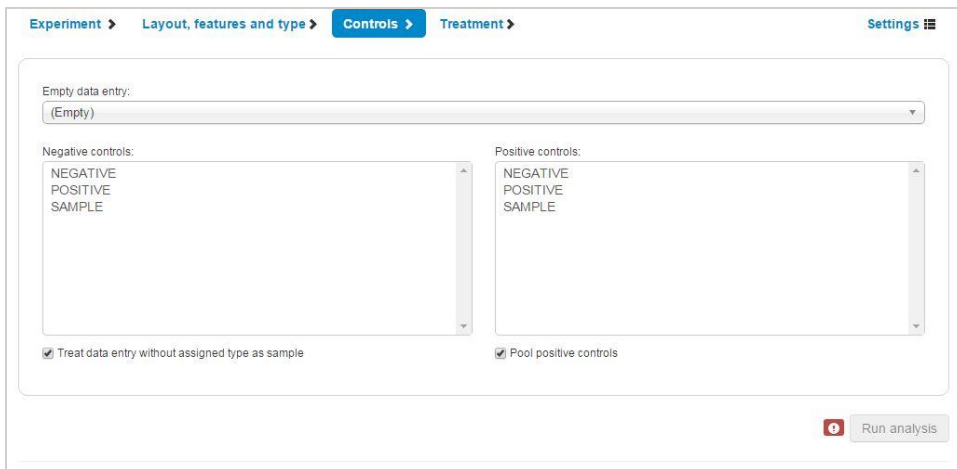 Experiment Layout, features and type Controls Treatment Settings
Empty data entry:
(Empty)
Negative controls: Positive controls:
NEGATIVE NEGATIVE
POSITIVE POSITIVE
SAMPLE SAMPLE
Treat data entry without assigned type as sample Pool positive controls
Run analysis